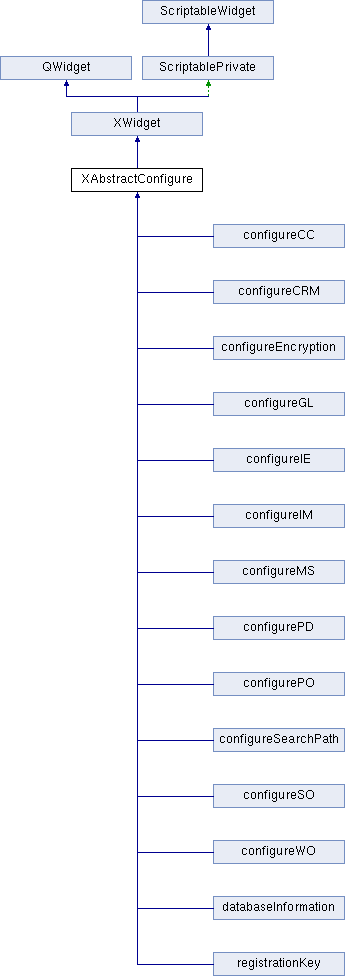 ScriptableWidget
QWidget
ScriptablePrivate
XWidget
XAbstractConfigure
configureCC
configureCRM
configureEncryption
configureGL
configureIE
configureIM
configureMS
configurePD
configurePO
configureSearchPath
configureSO
configureWO
databaseInformation
registrationKey